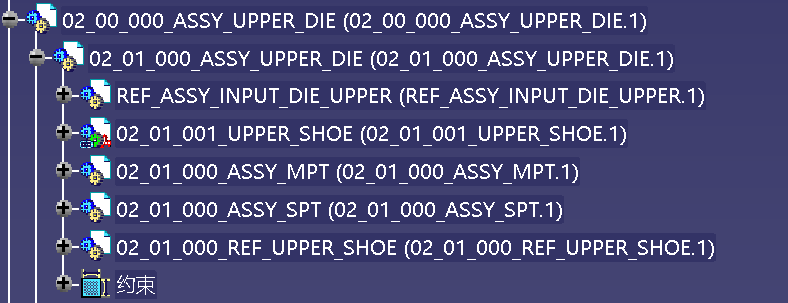 02_00_000_ASSY_UPPER_DIE (02_00_000_ASSY_UPPER_DIE.1)
02_01_000_ASSY_UPPER_DIE (02_01_000_ASSY_UPPER_DIE.1)
REF_ASSY_INPUT_DIE_UPPER (REF_ASSY_INPUT_DIE_UPPER.1)
02_01_001_UPPER_SHOE (02_01_001_UPPER_SHOE.1)
02_01_000_ASSY_MPT (02_01_000_ASSY_MPT.1)
02_01_000_ASSY_SPT (02_01_000_ASSY_SPT.1)
02_01_000_REF_UPPER_SHOE (02_01_000_REF_UPPER_SHOE.1)
约束